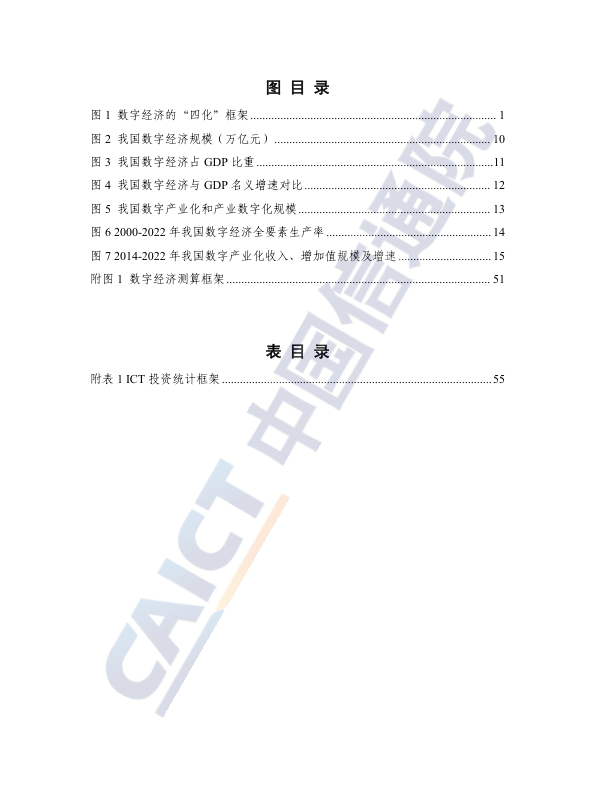 图 目 录
图 1 数字经济的“四化”框架 ........ 1
图 2 我国数字经济规模（万亿元） ........ 10
图 3 我国数字经济占 GDP 比重 ........ 11
图 4 我国数字经济与 GDP 名义增速对比 ........ 12
图 5 我国数字产业化和产业数字化规模 ........ 13
图 6 2000-2022 年我国数字经济全要素生产率 ........ 14
图 7 2014-2022 年我国数字产业化收入、增加值规模及增速 ........ 15
附图 1 数字经济测算框架 ........ 51
表 目 录
附表 1 ICT 投资统计框架 ........ 55
CAICT 中国信通院